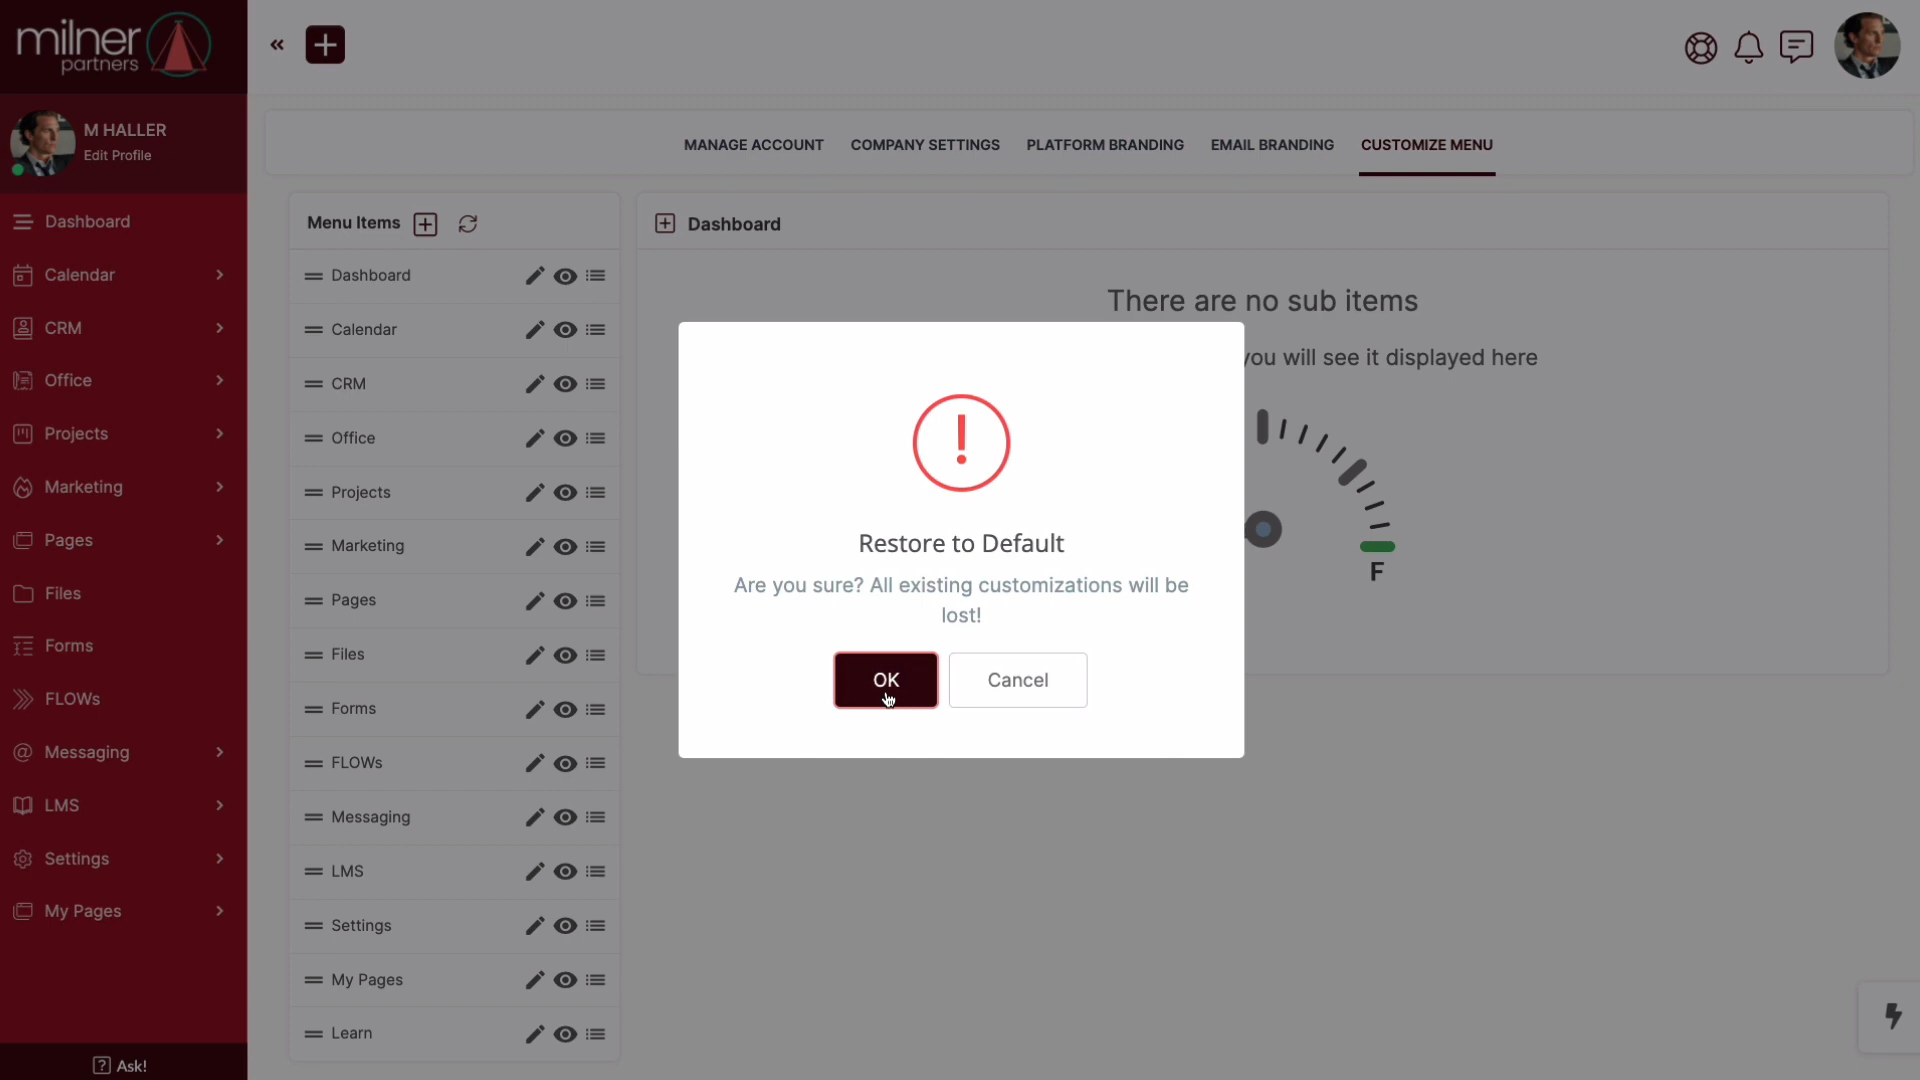 milner
partners
M HALLER
Edit Profile
Dashboard
Calendar
CRM
Office
Projects
Marketing
Pages
Files
Forms
FLOWs
Messaging
LMS
Settings
My Pages
? Ask!
MANAGE ACCOUNT COMPANY SETTINGS PLATFORM BRANDING EMAIL BRANDING CUSTOMIZE MENU
Menu Items
Dashboard
Calendar
CRM
Office
Projects
Marketing
Pages
Files
Forms
FLOWs
Messaging
LMS
Settings
My Pages
Learn
Dashboard
There are no sub items
you will see it displayed here
F
!
Restore to Default
Are you sure? All existing customizations will be
lost!
OK Cancel